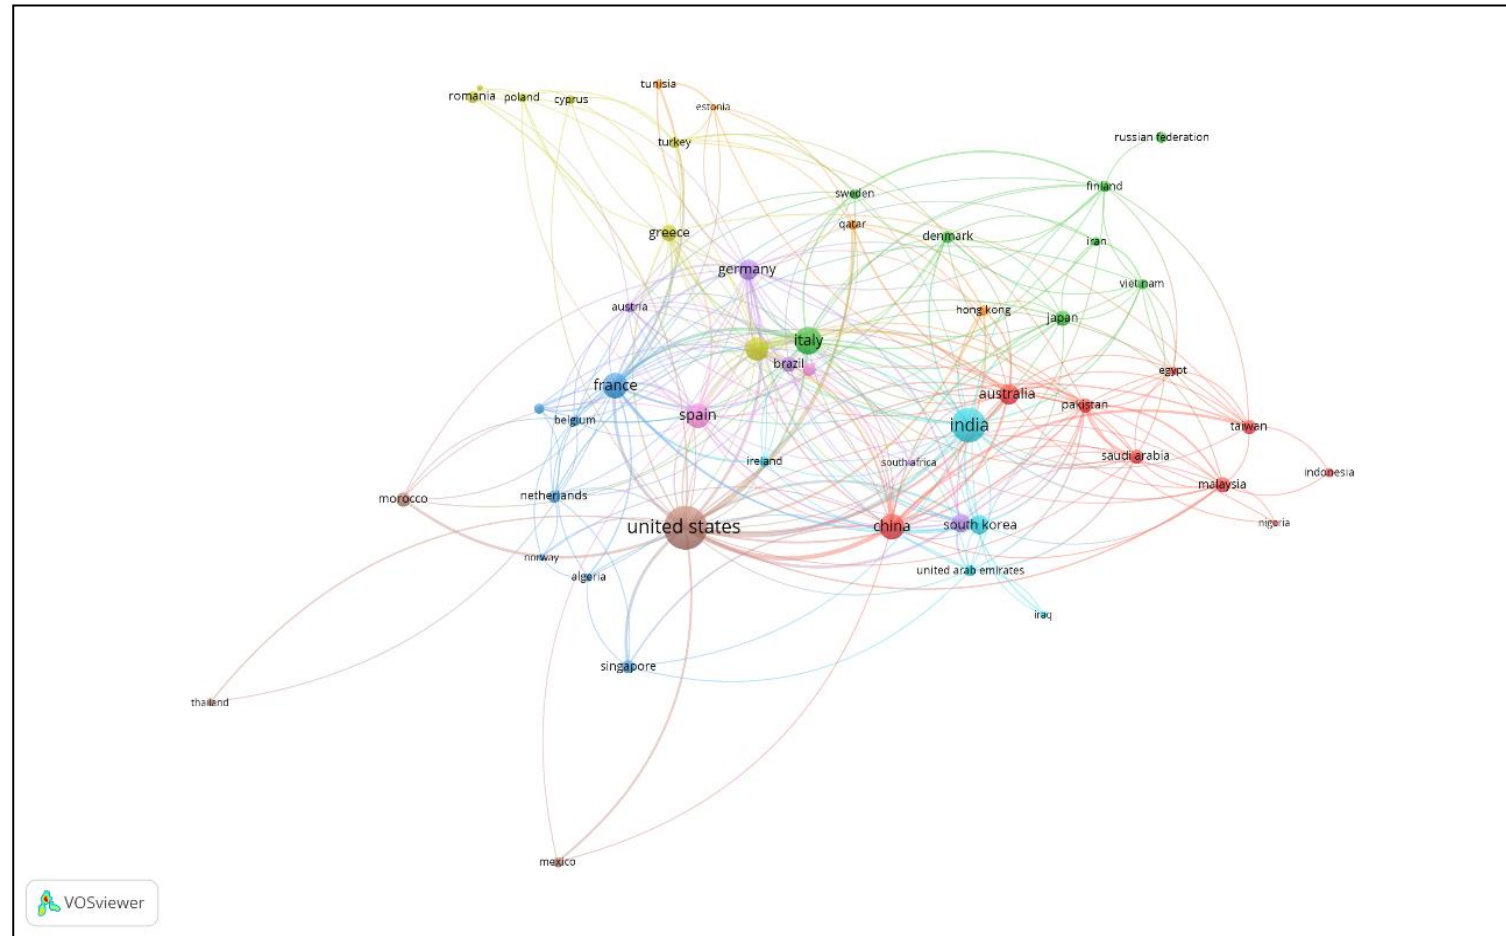 tunisia
romania
poland
cyprus
estonia
russian federation
turkey
finland
sweden
qatar
greece
denmark
iran
germany
viet nam
austria
hong kong
japan
italy
brazil
egypt
france
australia
pakistan
spain
belgium
india
taiwan
ireland
south africa
saudi arabia
indonesia
malaysia
netherlands
morocco
united states
china
south korea
nigeria
norway
united arab emirates
algeria
iraq
singapore
thailand
mexico
VOSviewer